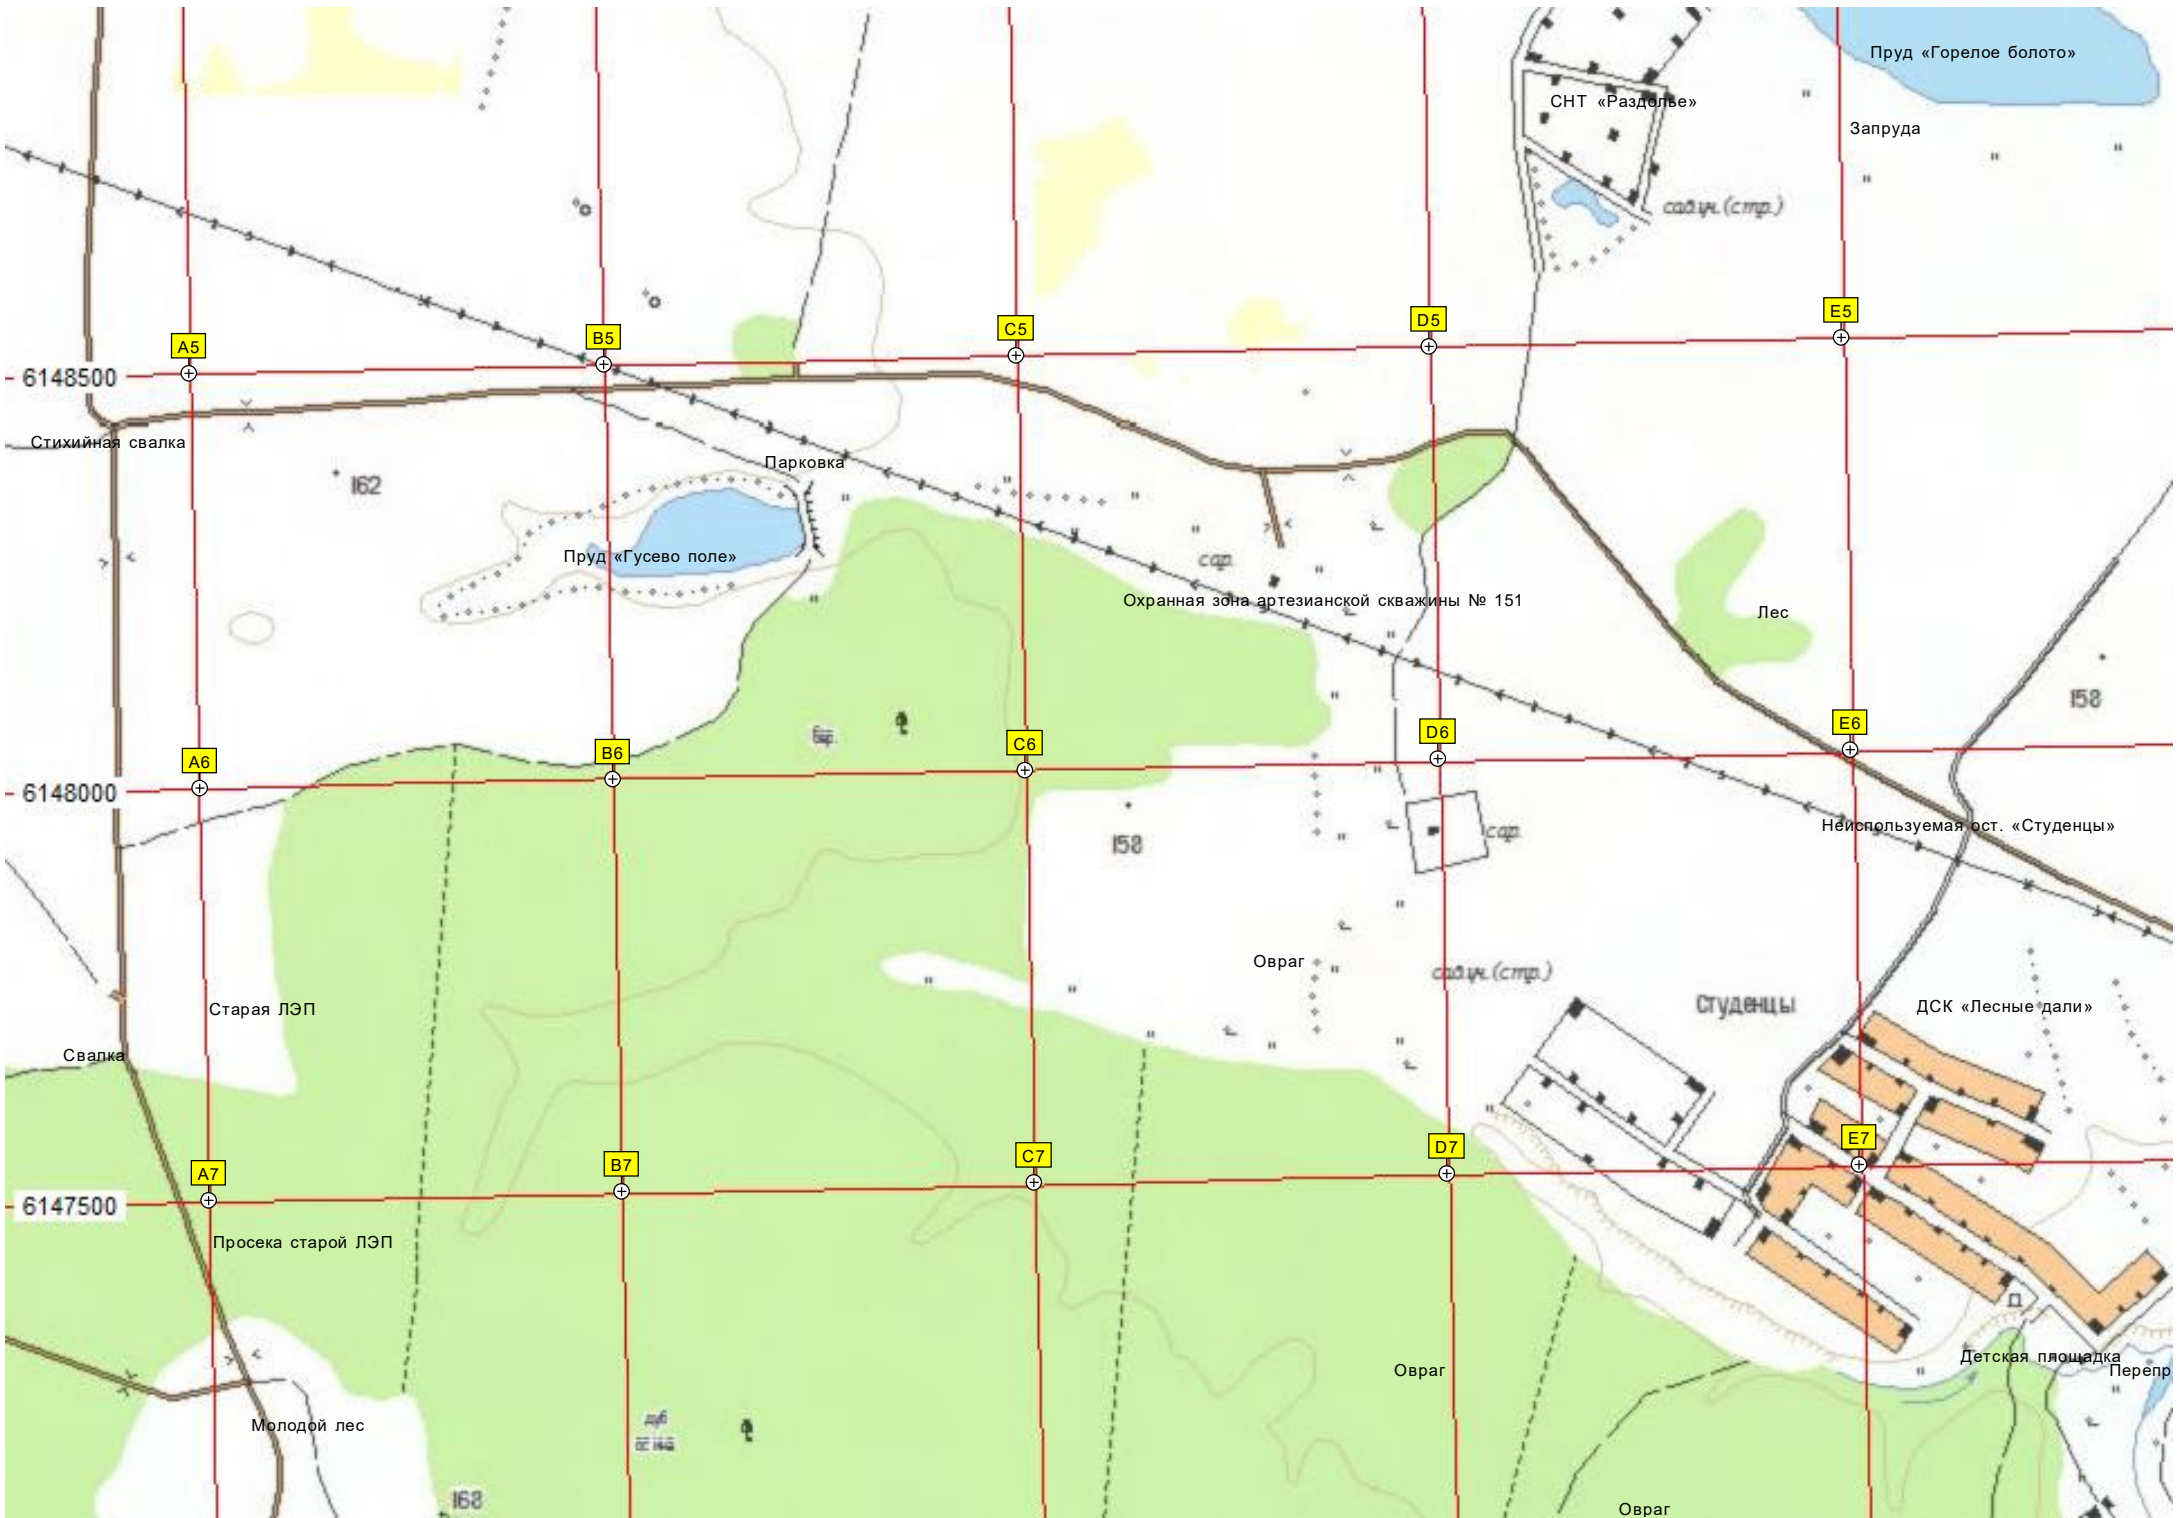 Пруд «Горелое болото»
СНТ «Раздолье»
Запруда
сад.уч.(стр.)
E5
D5
C5
B5
A5
6148500
Стихийная свалка
Парковка
162
Пруд «Гусево поле»
сар.
Охранная зона артезианской скважины № 151
Лес
158
E6
D6
C6
B6
A6
6148000
Неиспользуемая ост. «Студенцы»
сар.
158
Овраг
сад.уч.(стр.)
Студенцы
ДСК «Лесные дали»
Старая ЛЭП
Свалка
E7
D7
C7
B7
A7
6147500
Просека старой ЛЭП
Д
Детская площадка
Перепр
Овраг
Молодой лес
дуб
168
Овраг